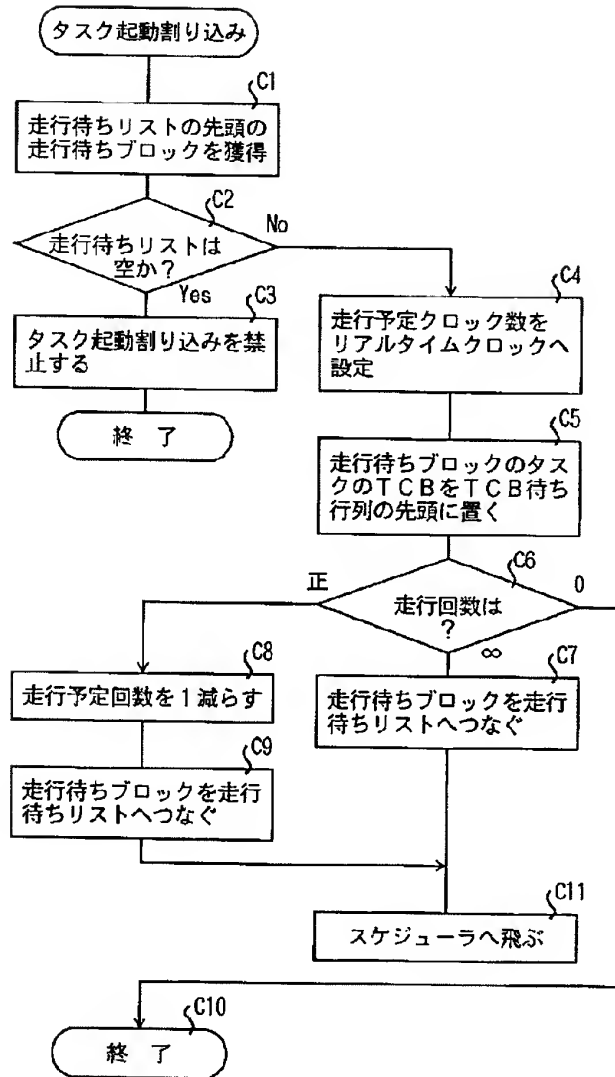 タスク起動割り込み
C1
走行待ちリストの先頭の
走行待ちブロックを獲得
C2
走行待ちリストは
空か?
No
Yes
C3
タスク起動割り込みを禁
止する
終 了
C4
走行予定クロック数を
リアルタイムクロックへ
設定
C5
走行待ちブロックのタス
クのTCBをTCB待ち
行列の先頭に置く
C6
走行回数は
?
正
0
∞
C8
走行予定回数を1減らす
C7
走行待ちブロックを走行
待ちリストへつなぐ
C9
走行待ちブロックを走行
待ちリストへつなぐ
C11
スケジューラへ飛ぶ
C10
終 了